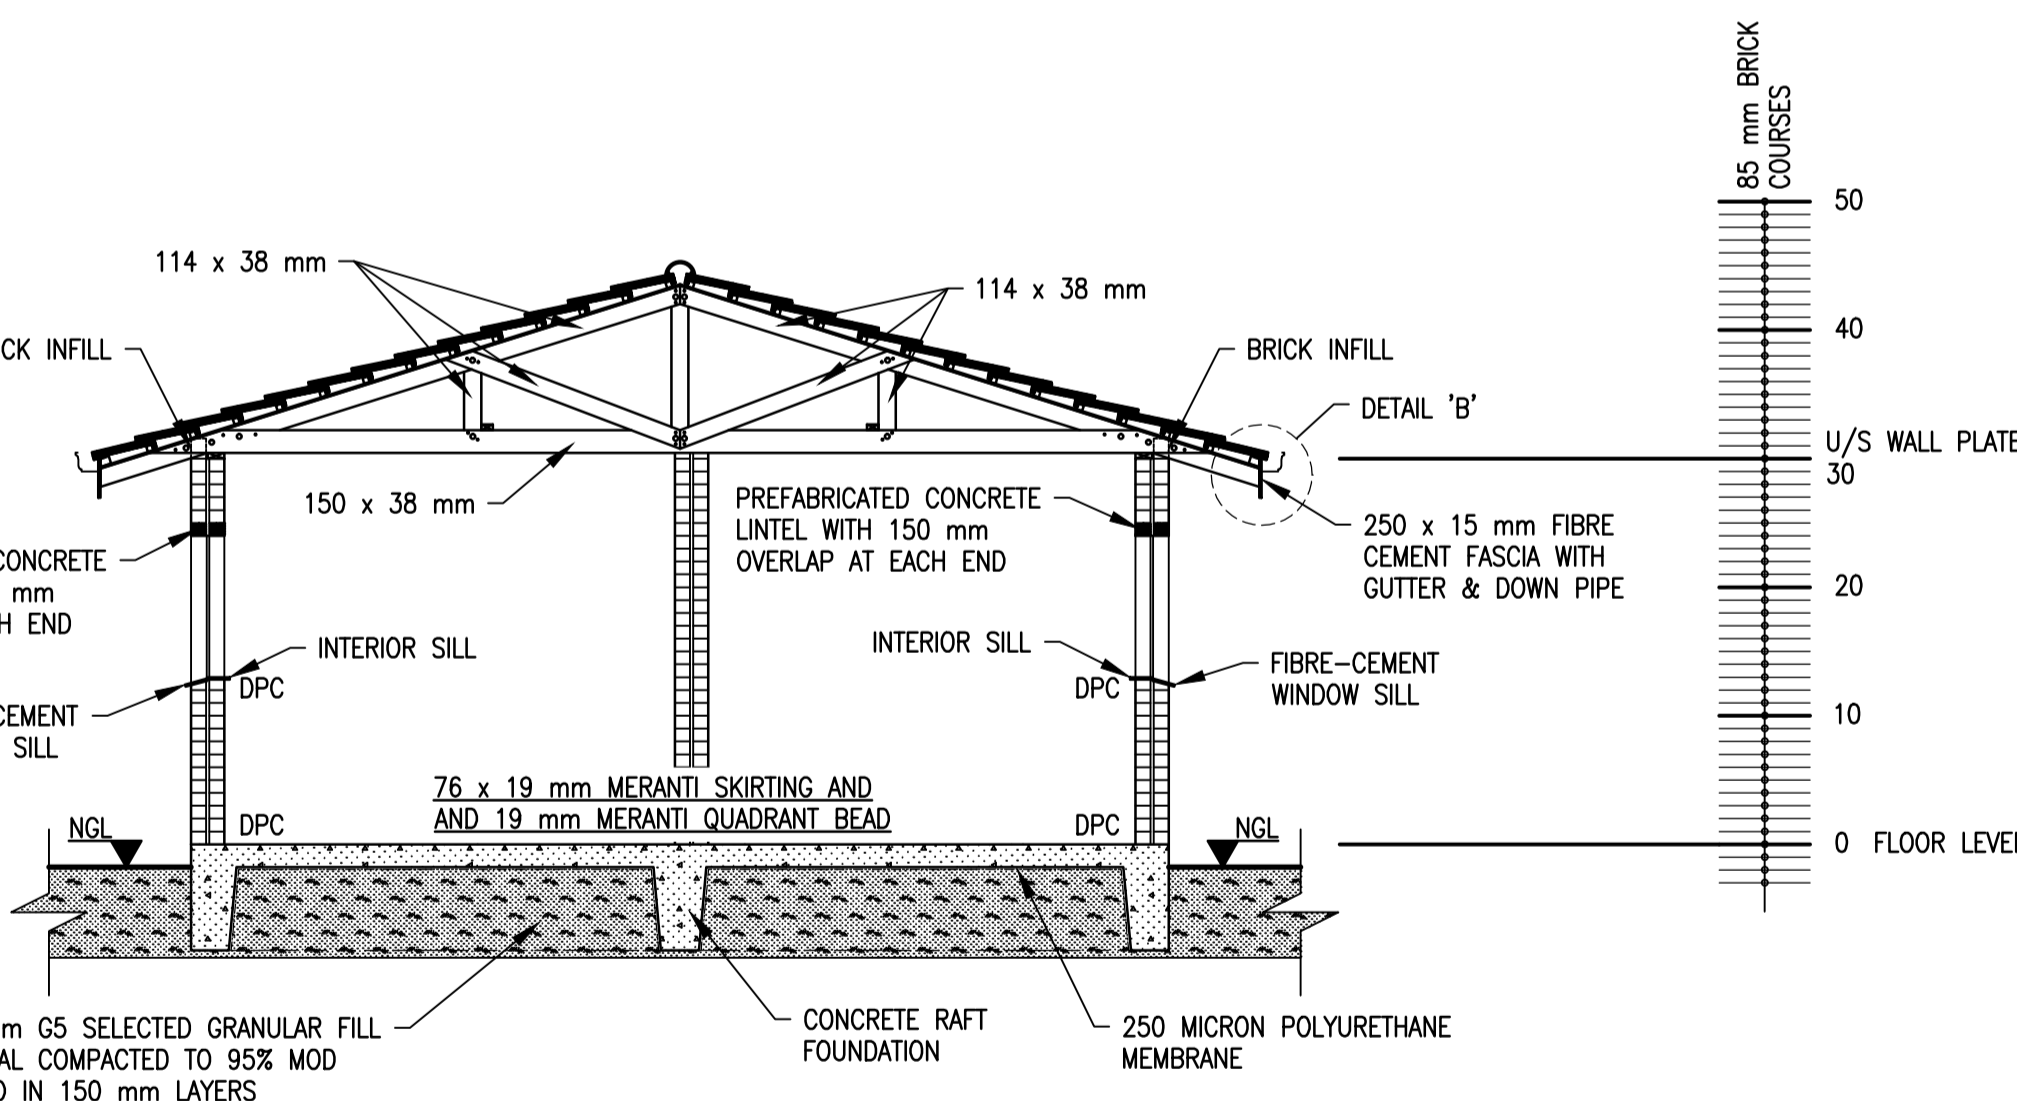 85 mm BRICK
COURSES
50
114 x 38 mm
114 x 38 mm
40
CK INFILL
BRICK INFILL
DETAIL 'B'
U/S WALL PLATE
30
150 x 38 mm
PREFABRICATED CONCRETE
LINTEL WITH 150 mm
OVERLAP AT EACH END
250 x 15 mm FIBRE
CEMENT FASCIA WITH
GUTTER & DOWN PIPE
CONCRETE
mm
H END
20
INTERIOR SILL
INTERIOR SILL
DPC
DPC
FIBRE-CEMENT
WINDOW SILL
CEMENT
SILL
10
76 x 19 mm MERANTI SKIRTING AND
AND 19 mm MERANTI QUADRANT BEAD
NGL
DPC
DPC
NGL
0 FLOOR LEVEL
m G5 SELECTED GRANULAR FILL
AL COMPACTED TO 95% MOD
O IN 150 mm LAYERS
CONCRETE RAFT
FOUNDATION
250 MICRON POLYURETHANE
MEMBRANE